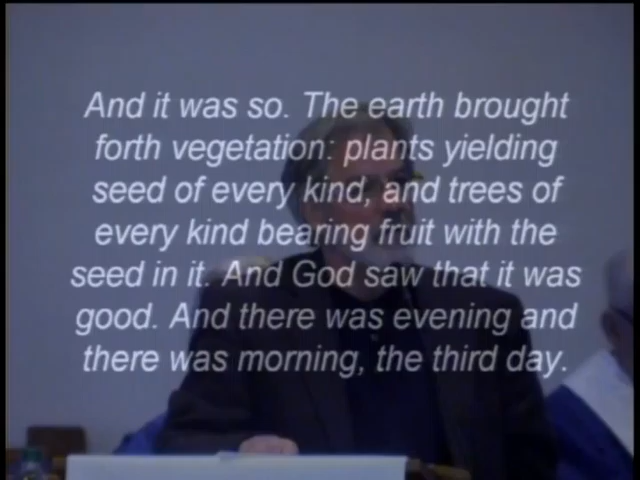 And it was so. The earth brought
forth vegetation: plants yielding
seed of every kind, and trees of
every kind bearing fruit with the
seed in it. And God saw that it was
good. And there was evening and
there was morning, the third day.